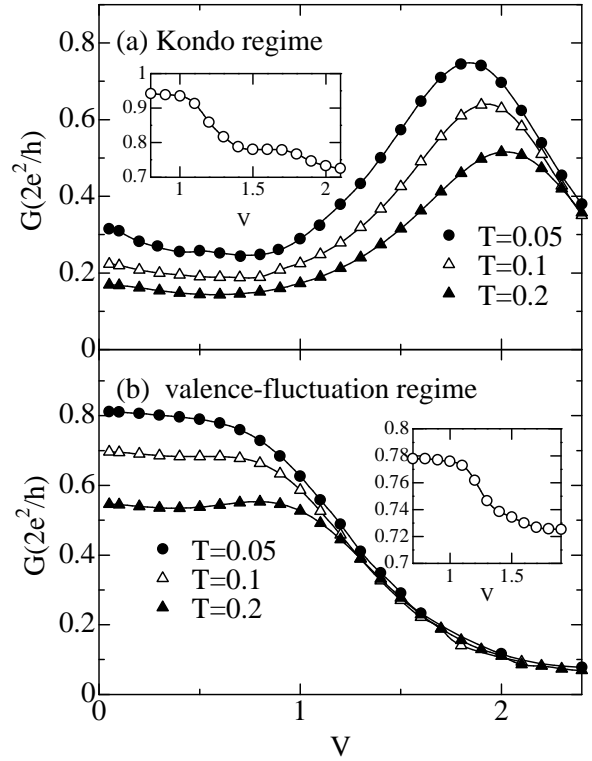 (a) Kondo regime
G(2e²/h)
0.8
0.6
0.4
0.2
0
1
0.9
0.8
0.7
1
1.5
2
V
T=0.05
T=0.1
T=0.2
(b) valence-fluctuation regime
G(2e²/h)
0.8
0.6
0.4
0.2
0
0.78
0.76
0.74
0.72
0.7
1
1.5
V
T=0.05
T=0.1
T=0.2
0
1
2
V